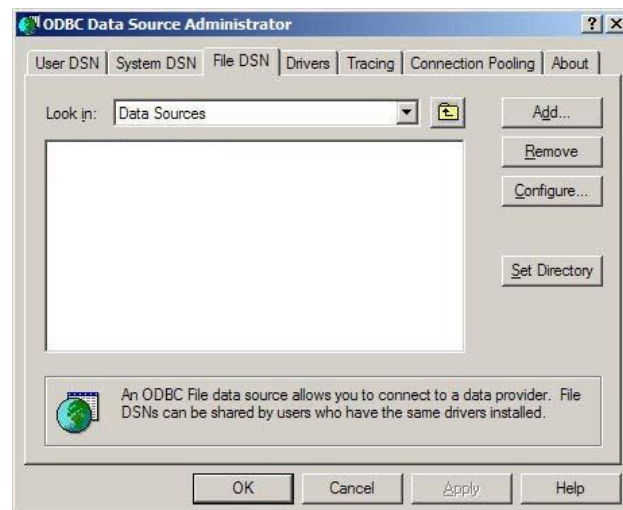 ODBC Data Source Administrator
User DSN System DSN File DSN Drivers Tracing Connection Pooling About
Look in: Data Sources Add...
Remove
Configure...
Set Directory
An ODBC File data source allows you to connect to a data provider. File
DSNs can be shared by users who have the same drivers installed.
OK Cancel Apply Help